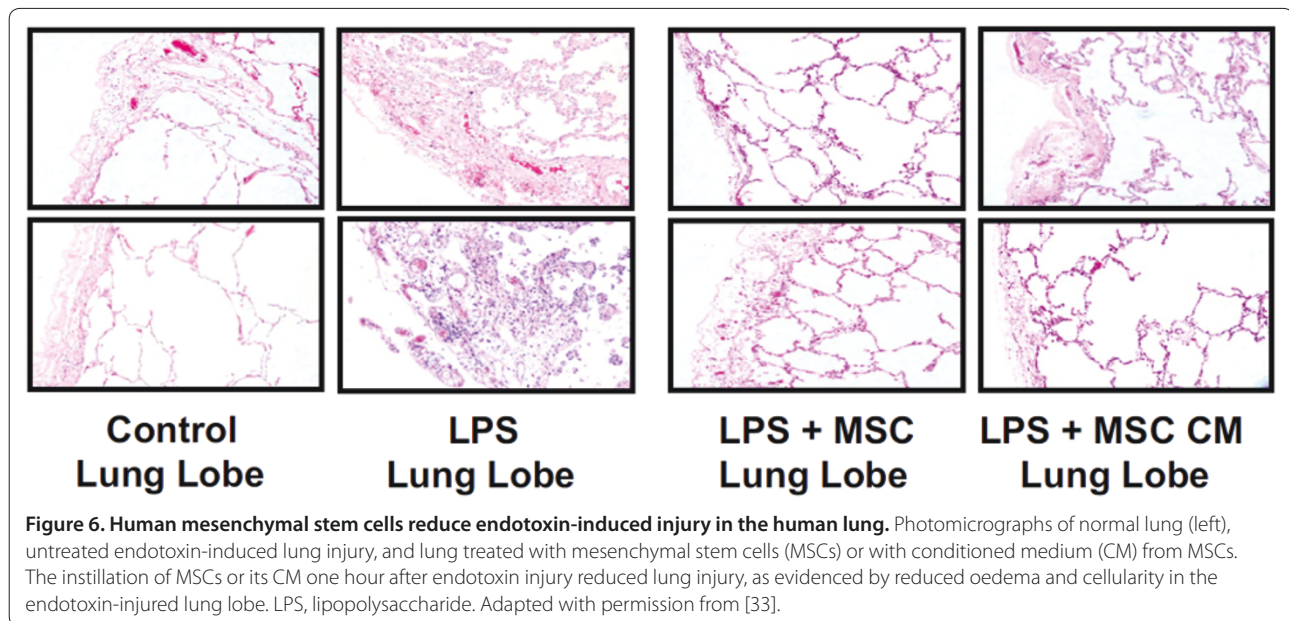 Control
Lung Lobe
LPS
Lung Lobe
LPS + MSC
Lung Lobe
LPS + MSC CM
Lung Lobe
Figure 6. Human mesenchymal stem cells reduce endotoxin-induced injury in the human lung. Photomicrographs of normal lung (left),
untreated endotoxin-induced lung injury, and lung treated with mesenchymal stem cells (MSCs) or with conditioned medium (CM) from MSCs.
The instillation of MSCs or its CM one hour after endotoxin injury reduced lung injury, as evidenced by reduced oedema and cellularity in the
endotoxin-injured lung lobe. LPS, lipopolysaccharide. Adapted with permission from [33].